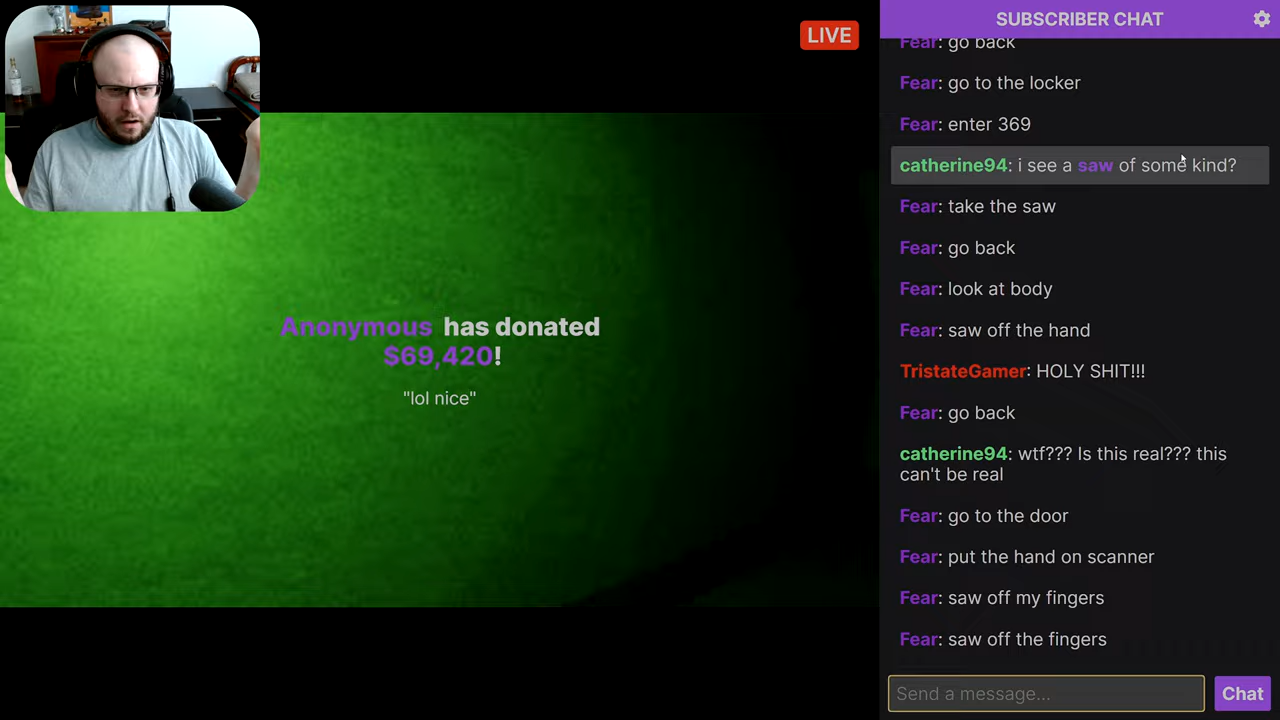 LIVE
Anonymous has donated
$69,420!
"lol nice"
SUBSCRIBER CHAT
Fear: go back
Fear: go to the locker
Fear: enter 369
catherine94: i see a saw of some kind?
Fear: take the saw
Fear: go back
Fear: look at body
Fear: saw off the hand
TristateGamer: HOLY SHIT!!!
Fear: go back
catherine94: wtf??? Is this real??? this
can't be real
Fear: go to the door
Fear: put the hand on scanner
Fear: saw off my fingers
Fear: saw off the fingers
Send a message...
Chat